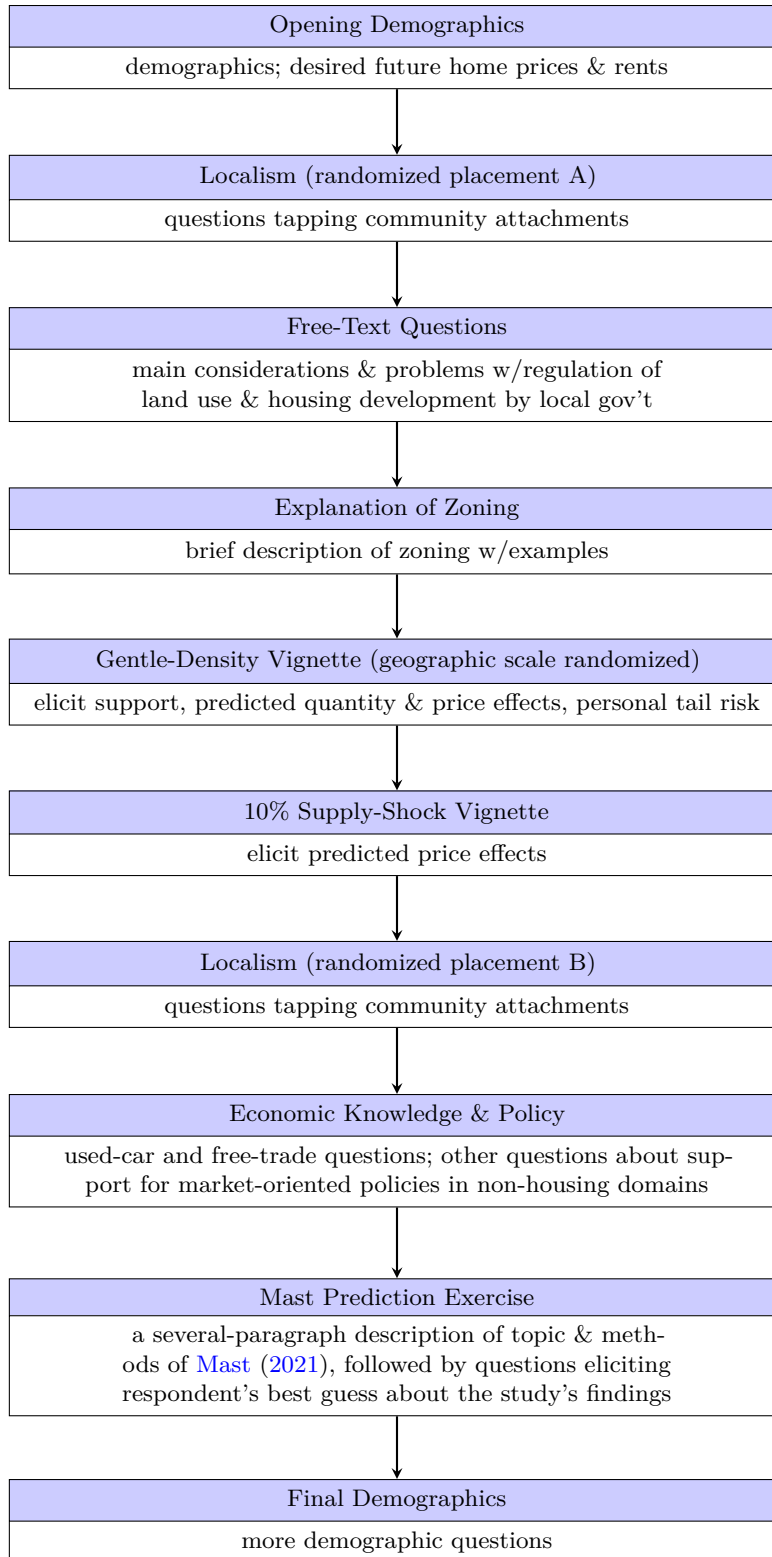 Opening Demographics
demographics; desired future home prices & rents
Localism (randomized placement A)
questions tapping community attachments
Free-Text Questions
main considerations & problems w/regulation of
land use & housing development by local gov't
Explanation of Zoning
brief description of zoning w/examples
Gentle-Density Vignette (geographic scale randomized)
elicit support, predicted quantity & price effects, personal tail risk
10% Supply-Shock Vignette
elicit predicted price effects
Localism (randomized placement B)
questions tapping community attachments
Economic Knowledge & Policy
used-car and free-trade questions; other questions about sup-
port for market-oriented policies in non-housing domains
Mast Prediction Exercise
a several-paragraph description of topic & meth-
ods of Mast (2021), followed by questions eliciting
respondent's best guess about the study's findings
Final Demographics
more demographic questions